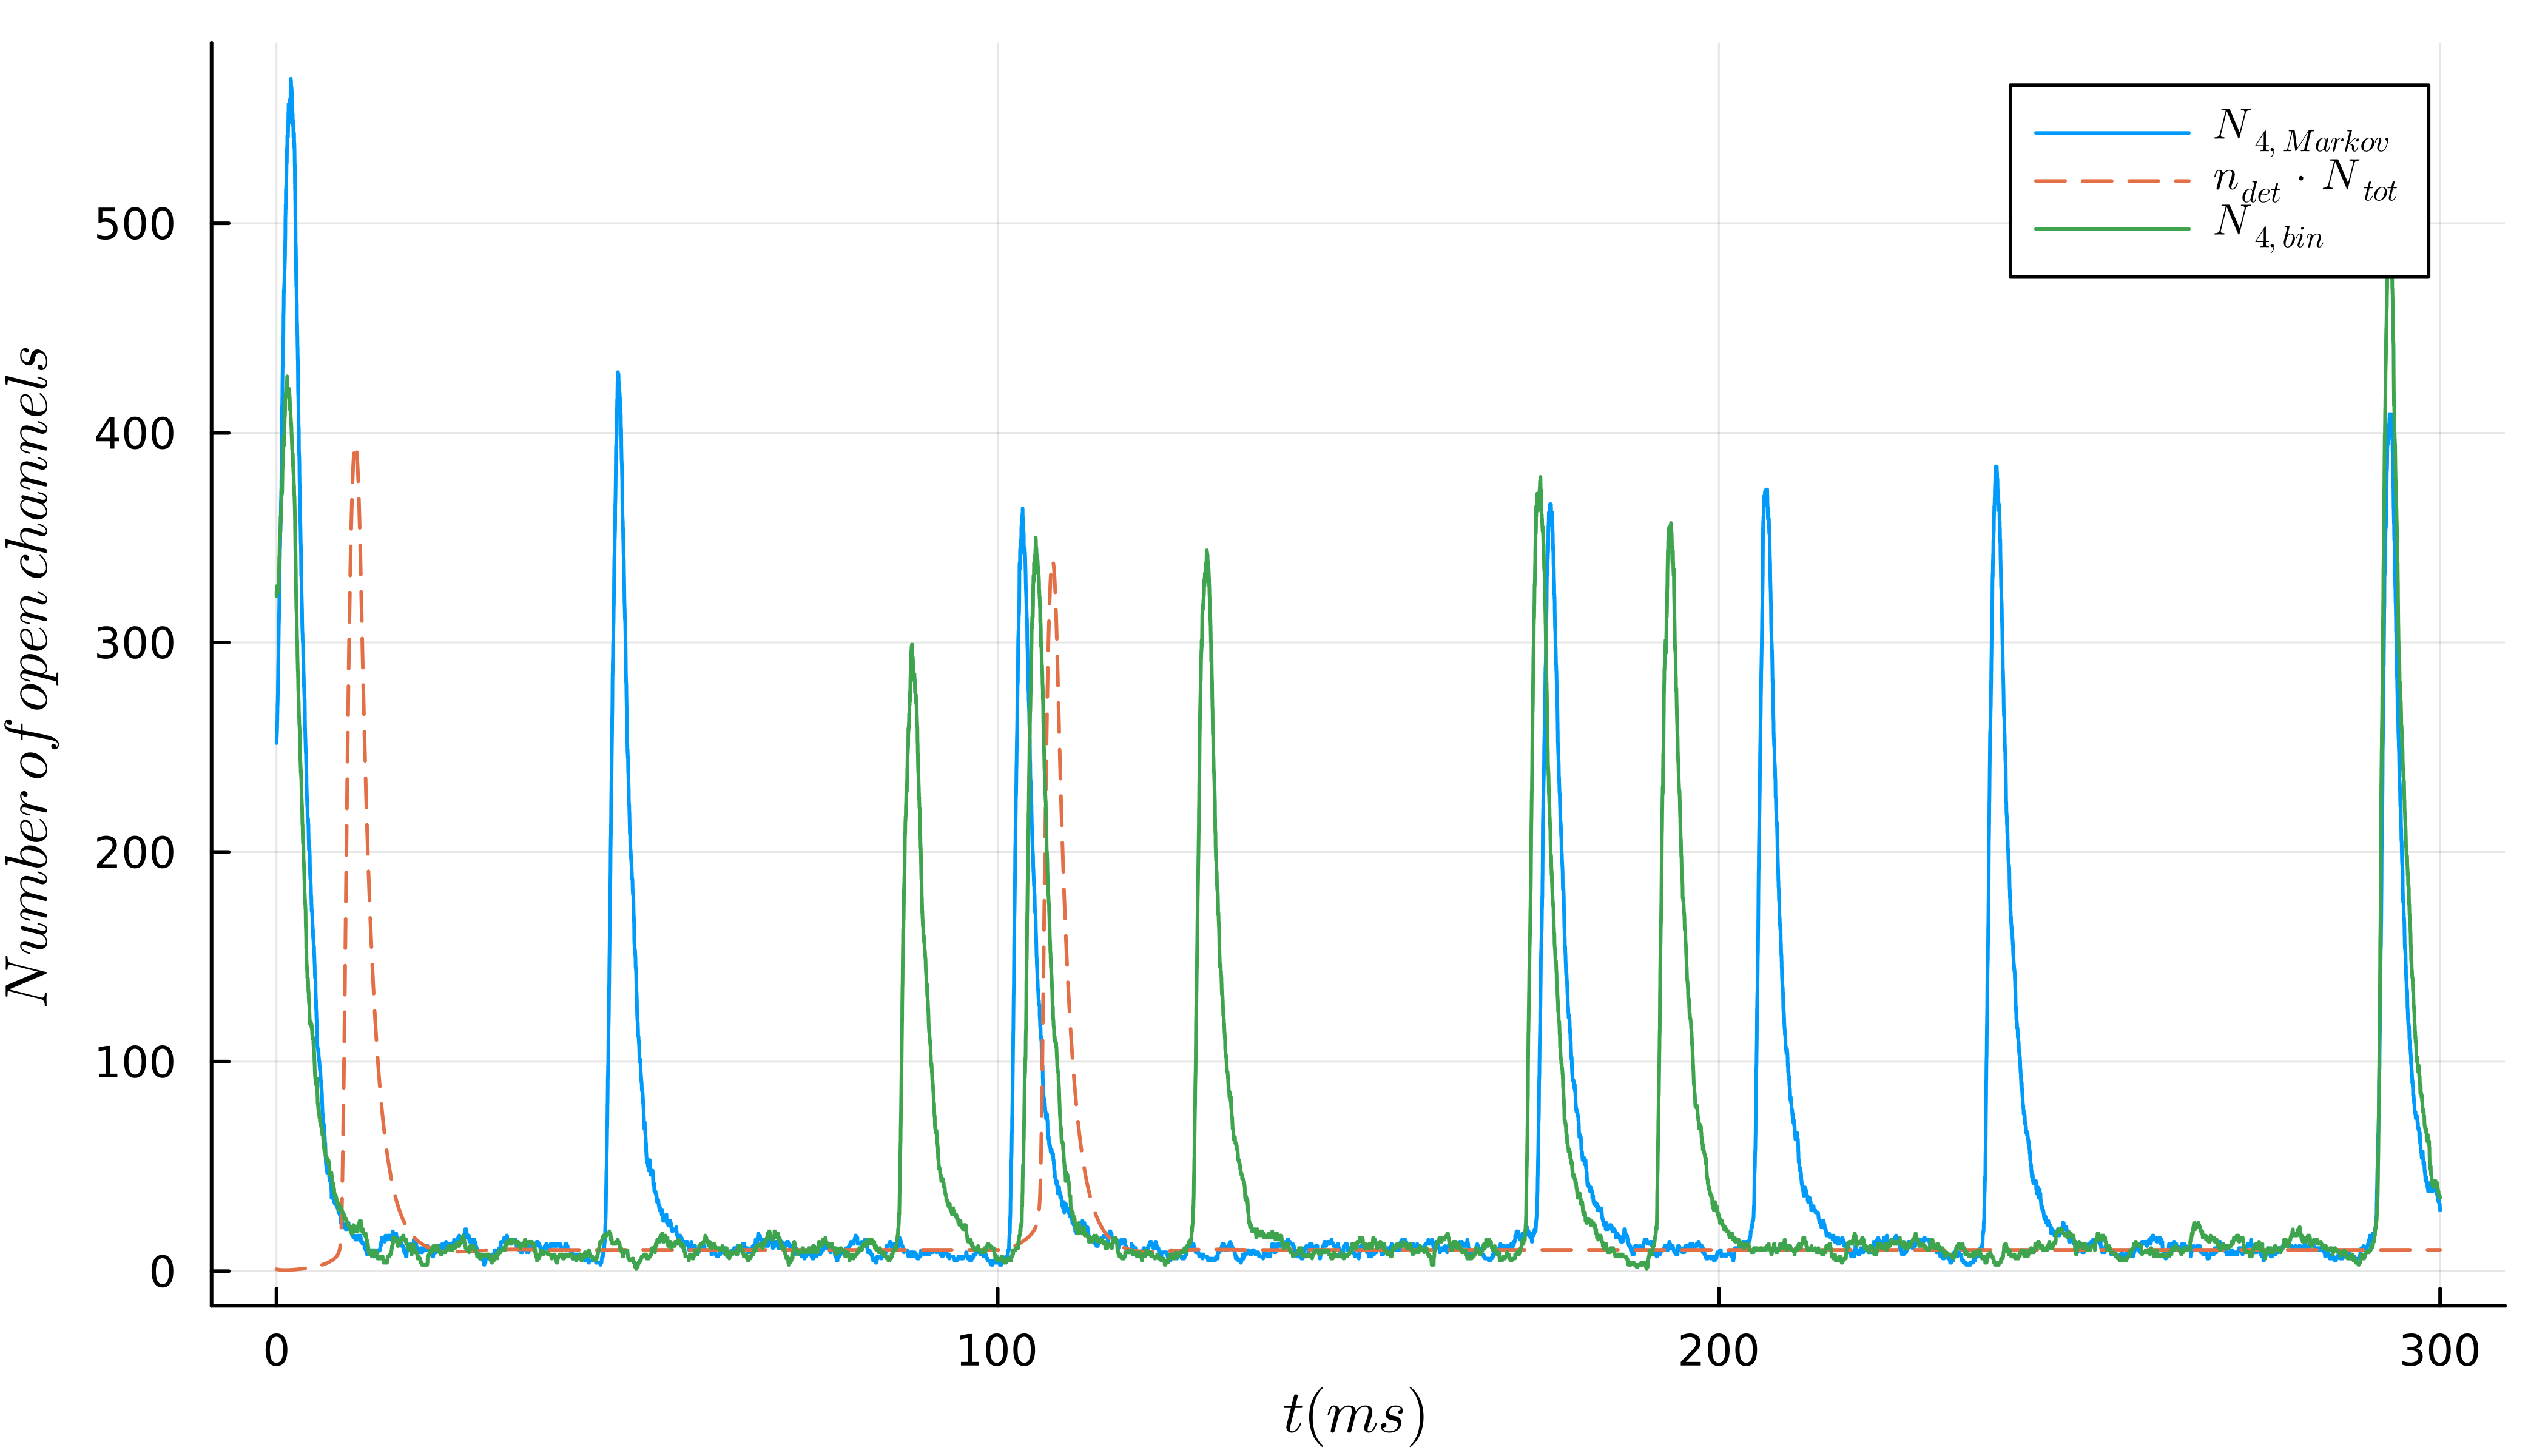 500
400
300
200
100
0
Number of open channels
0 100 200 300
t(ms)
N_{4, Markov}
n_{det} · N_{tot}
N_{4, bin}